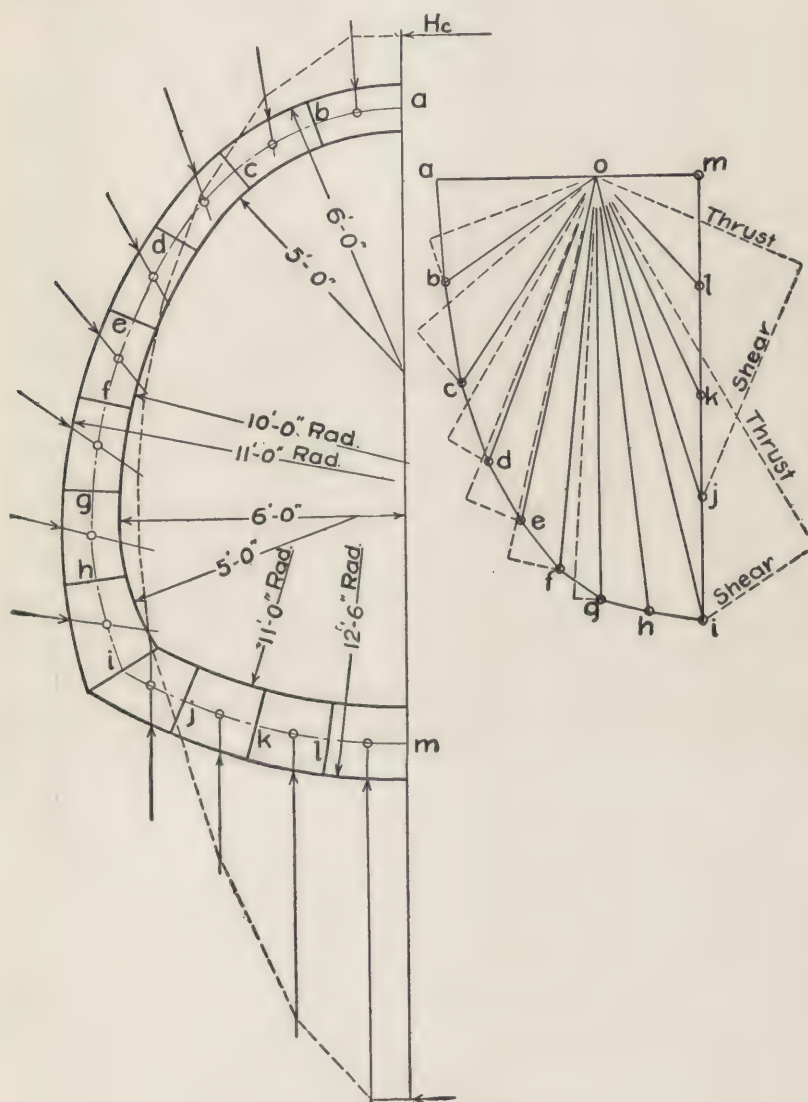 Hc
a
b
c
d
e
f
g
h
i
j
k
l
m
6'-0"
5'-0"
10'-0" Rad.
11'-0" Rad.
6'-0"
5'-0"
11'-0" Rad.
12'-6" Rad.
a
o
m
b
c
d
e
f
g
h
i
j
k
l
Thrust
Shear
Thrust
Shear